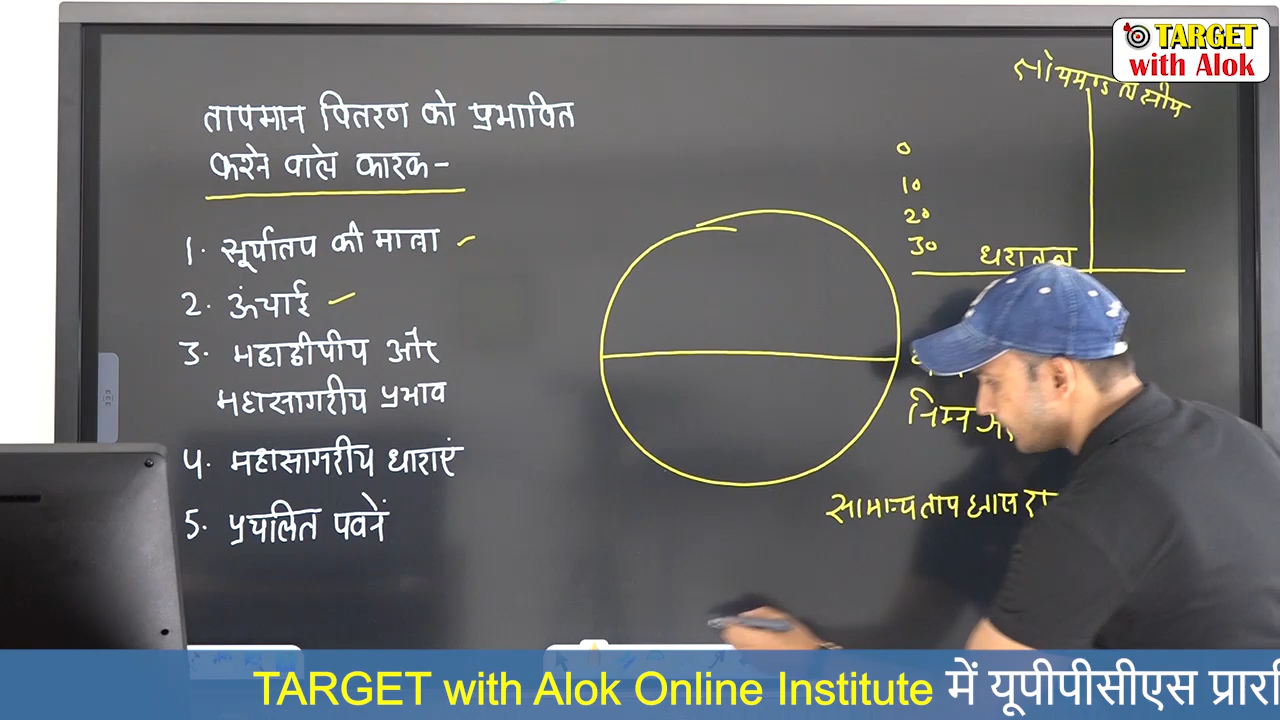 TARGET
with Alok
तापमान वितरण को प्रभावित
करने वाले कारक-
1. सूर्यातप की मात्रा
2. ऊंचाई
3. महाद्वीपीय और
महासागरीय प्रभाव
4. महासागरीय धाराएं
5. प्रचलित पवनें
0
10
20
30
धरातल
निम्न
सामान्य ताप ह्रास
TARGET with Alok Online Institute में यूपीपीसीएस